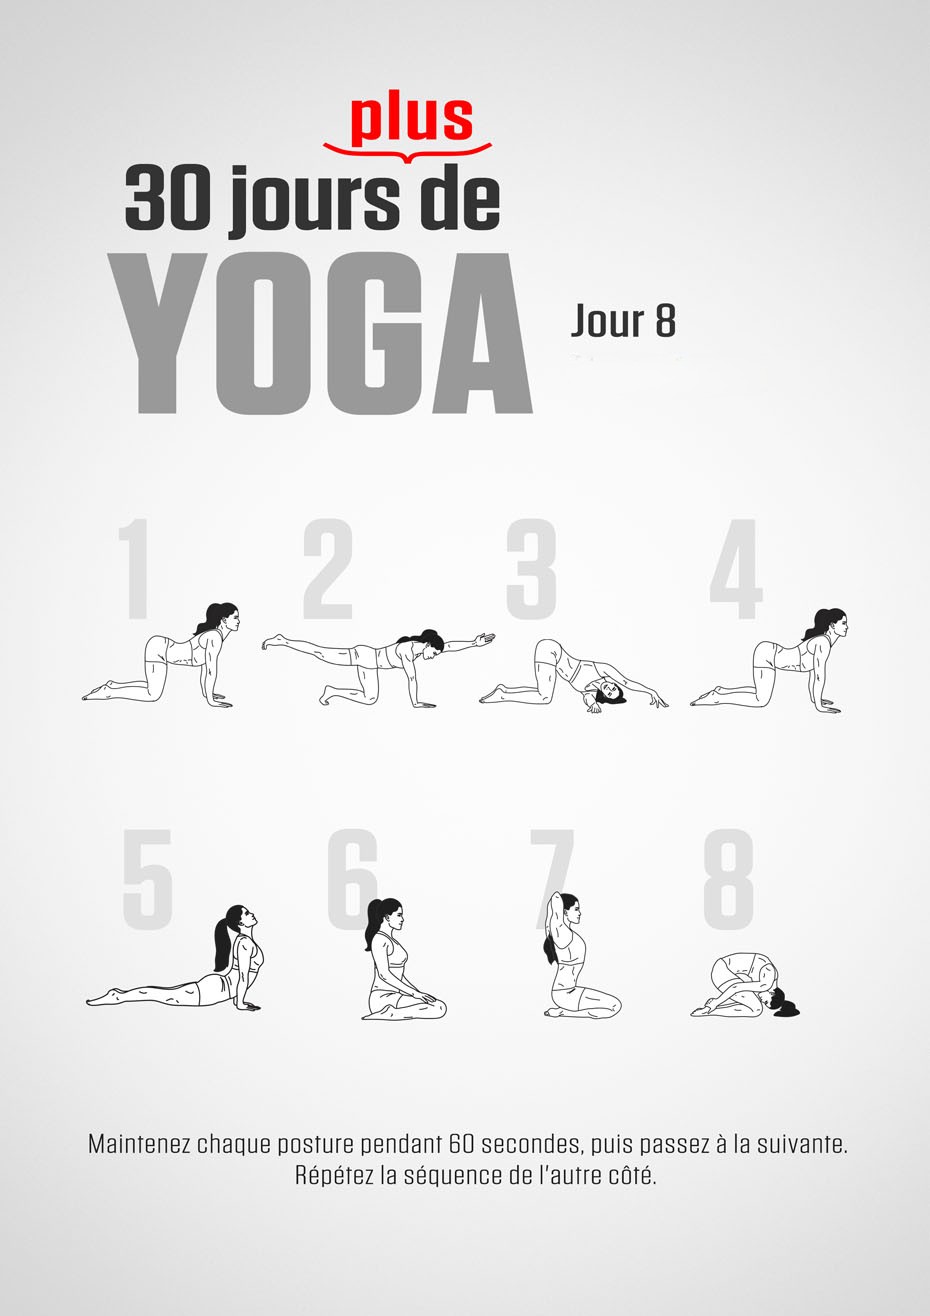 plus
30 jours de
YOGA
Jour 8
1 2 3 4
5 6 7 8
Maintenez chaque posture pendant 60 secondes, puis passez à la suivante.
Répétez la séquence de l'autre côté.